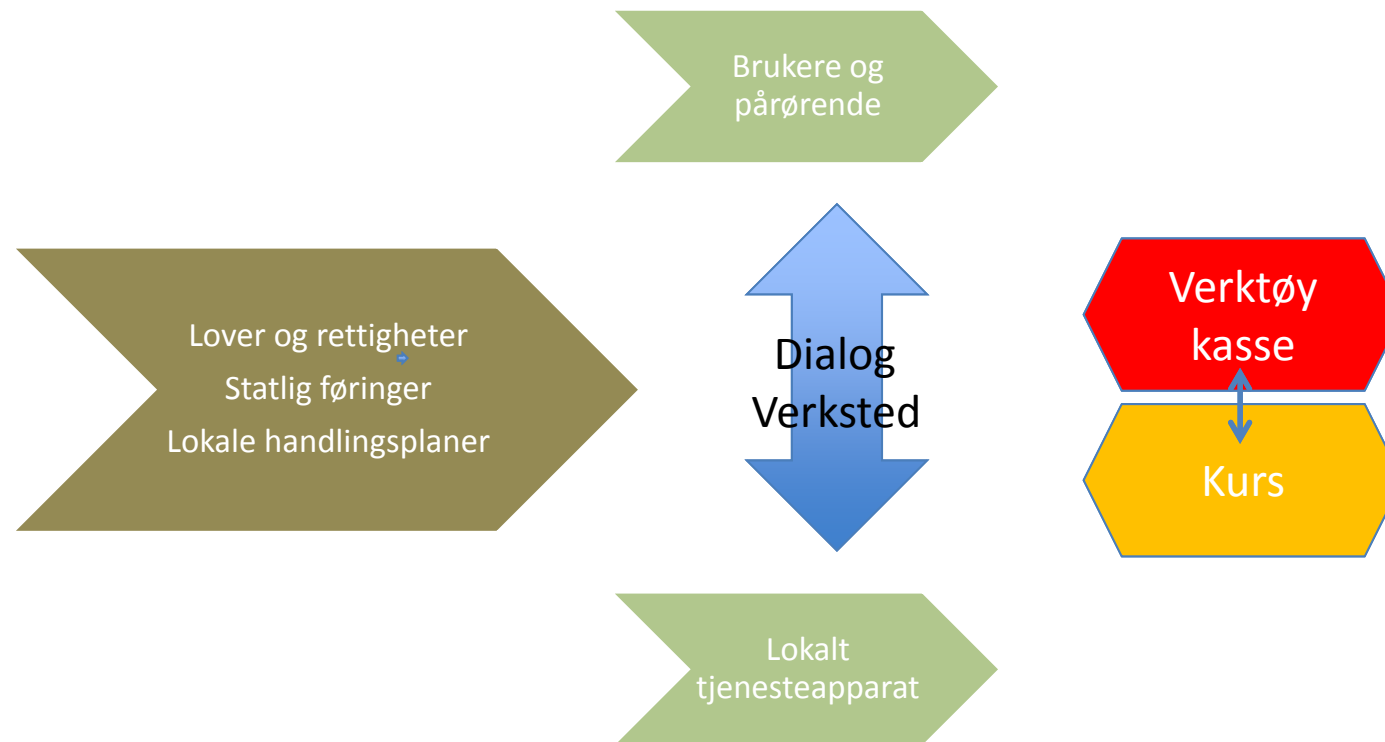 Brukere og
pårørende
Lover og rettigheter
Statlig føringer
Lokale handlingsplaner
Dialog
Verksted
Verktøy
kasse
Kurs
Lokalt
tjenesteapparat